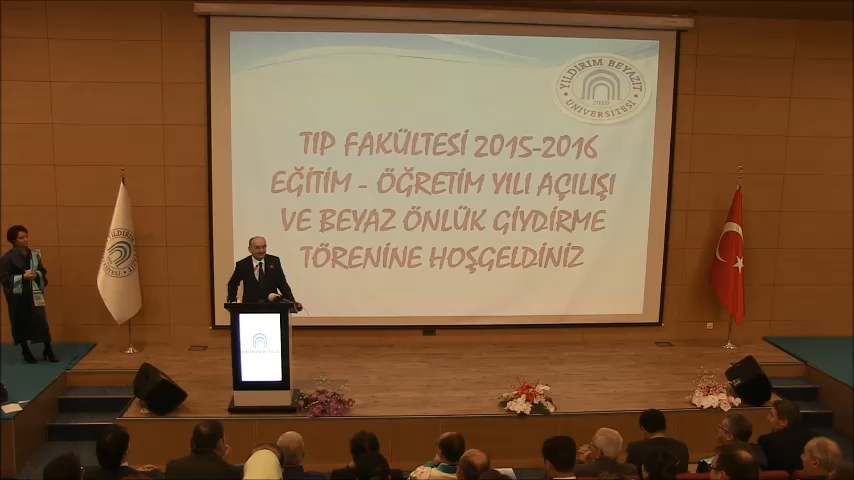 YILDIRIM BEYAZIT
ÜNİVERSİTESİ
2010
TIP FAKÜLTESİ 2015-2016
EĞİTİM - ÖĞRETİM YILI AÇILIŞI
VE BEYAZ ÖNLÜK GİYDİRME
TÖRENİNE HOŞGELDİNİZ